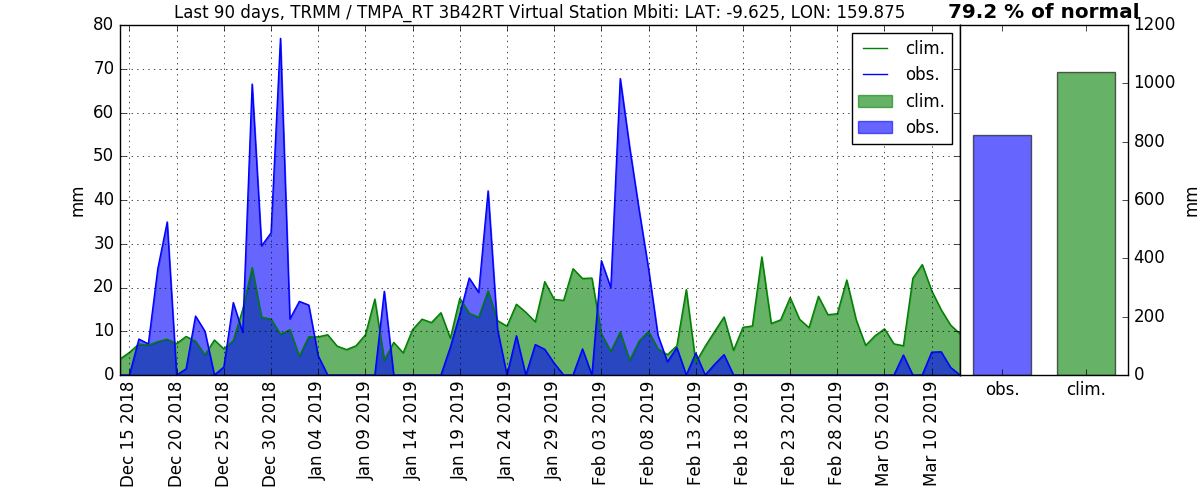 Last 90 days, TRMM / TMPA_RT 3B42RT Virtual Station Mbiti: LAT: -9.625, LON: 159.875
79.2 % of normal
80
70
60
50
40
30
20
10
0
mm
clim.
obs.
clim.
obs.
1200
1000
800
600
400
200
0
mm
Dec 15 2018
Dec 20 2018
Dec 25 2018
Dec 30 2018
Jan 04 2019
Jan 09 2019
Jan 14 2019
Jan 19 2019
Jan 24 2019
Jan 29 2019
Feb 03 2019
Feb 08 2019
Feb 13 2019
Feb 18 2019
Feb 23 2019
Feb 28 2019
Mar 05 2019
Mar 10 2019
obs.
clim.